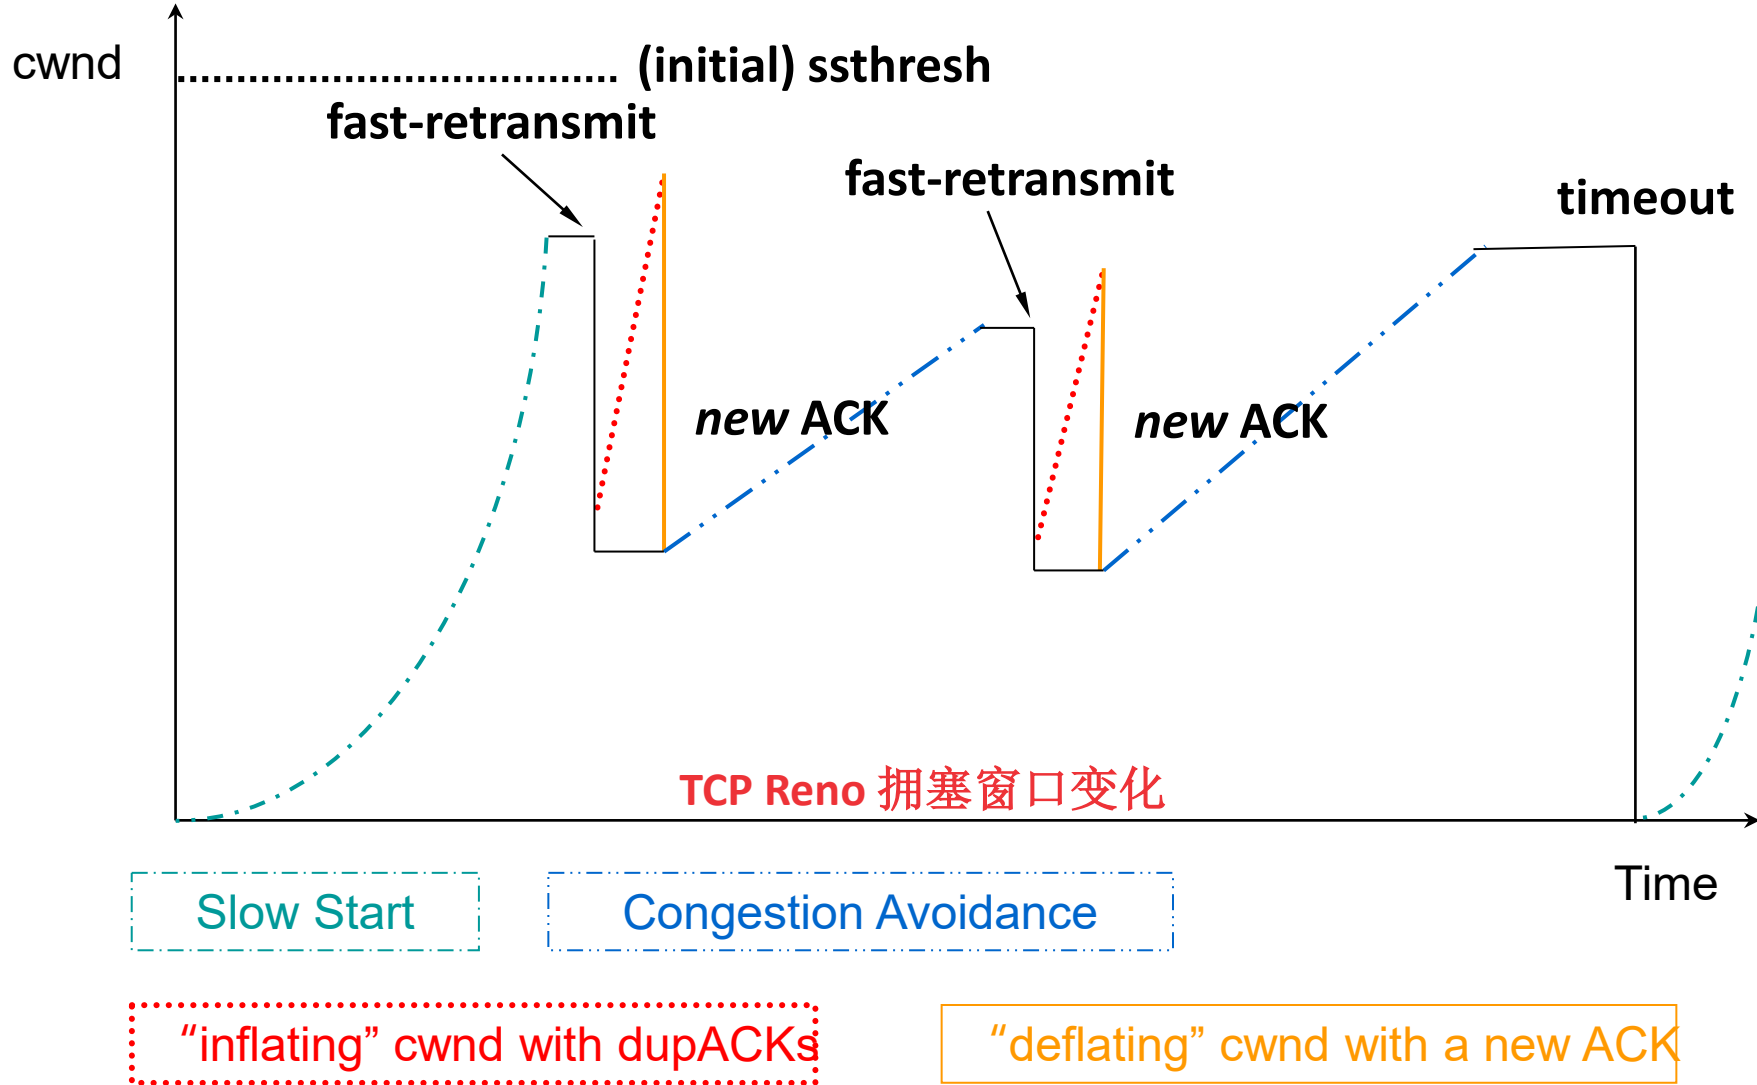 cwnd
(initial) ssthresh
fast-retransmit
fast-retransmit
timeout
new ACK
new ACK
TCP Reno 拥塞窗口变化
Time
Slow Start
Congestion Avoidance
“inflating” cwnd with dupACKs
“deflating” cwnd with a new ACK